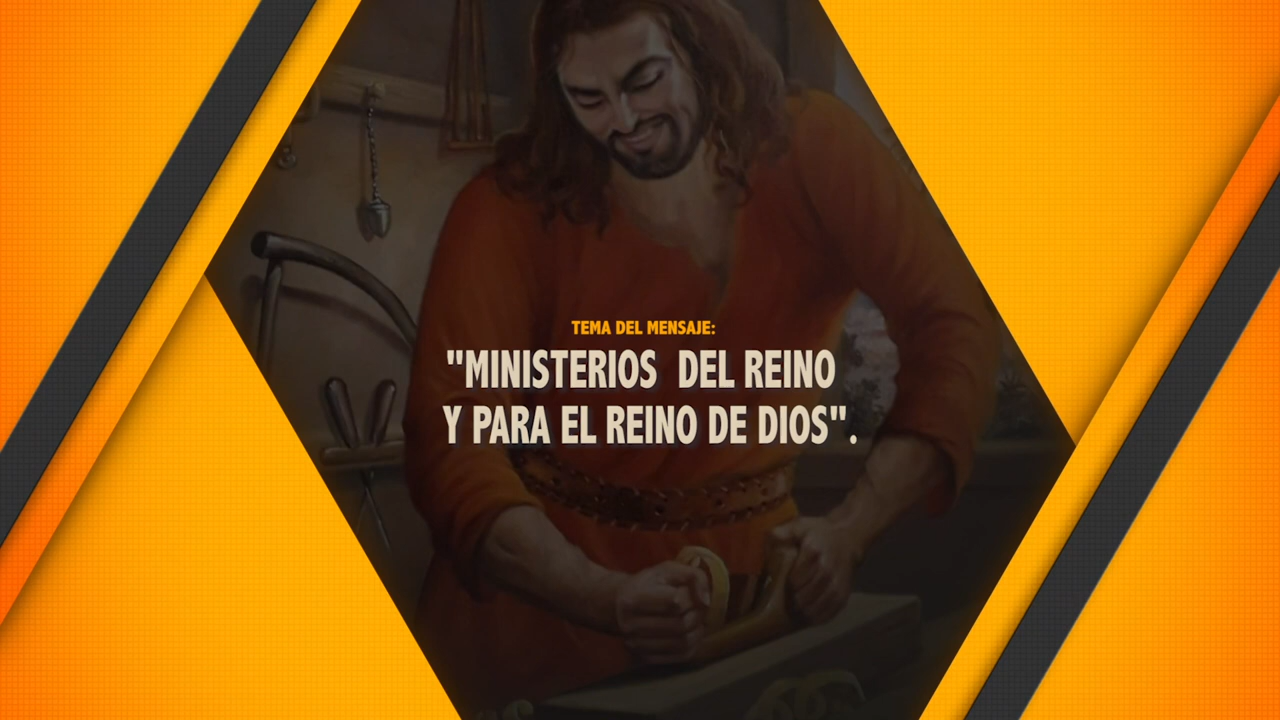 TEMA DEL MENSAJE:
"MINISTERIOS  DEL REINO
Y PARA EL REINO DE DIOS".